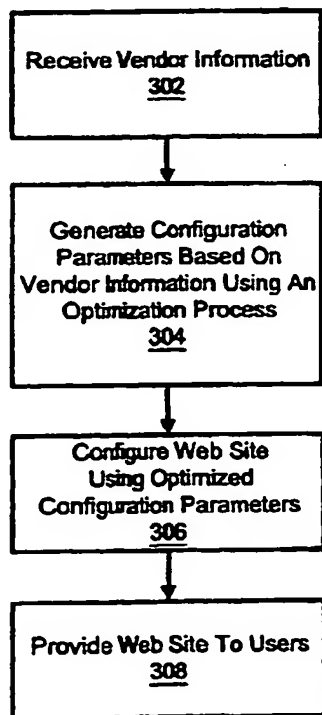 Receive Vendor Information
302
Generate Configuration
Parameters Based On
Vendor Information Using An
Optimization Process
304
Configure Web Site
Using Optimized
Configuration Parameters
306
Provide Web Site To Users
308